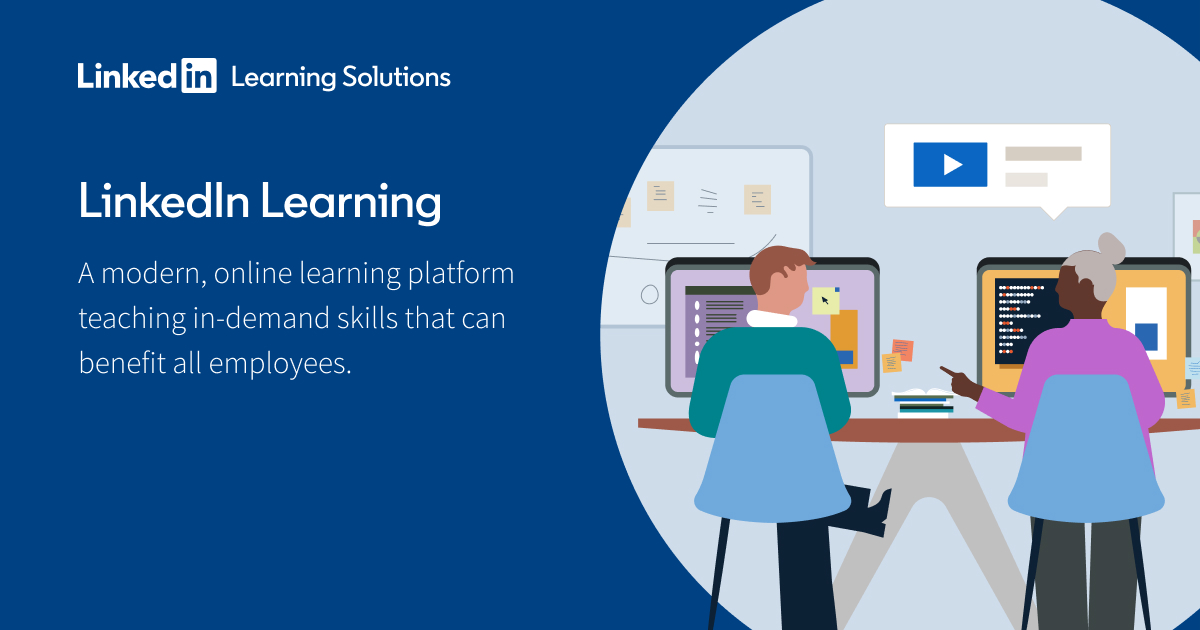 LinkedIn Learning Solutions
LinkedIn Learning
A modern, online learning platform
teaching in-demand skills that can
benefit all employees.